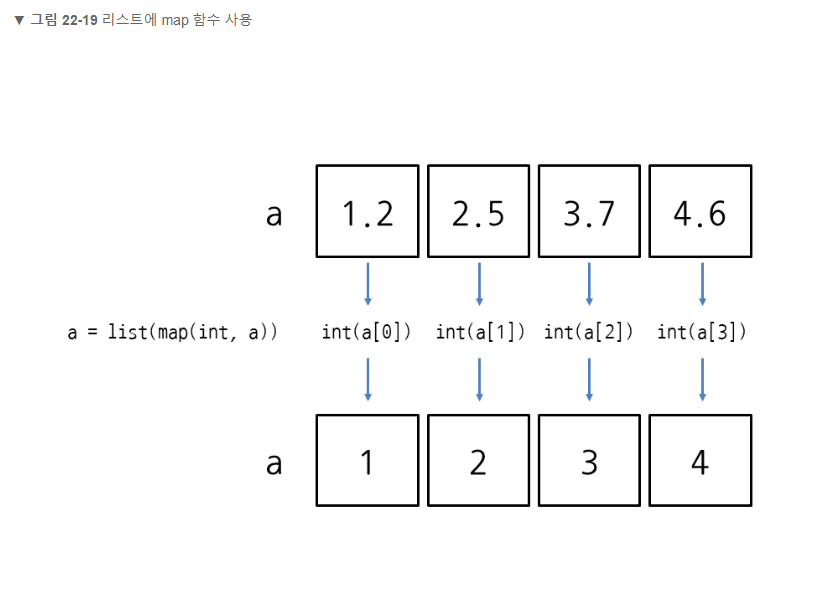 ▼ 그림 22-19 리스트에 map 함수 사용
a 1.2 2.5 3.7 4.6
a = list(map(int, a)) int(a[0]) int(a[1]) int(a[2]) int(a[3])
a 1 2 3 4